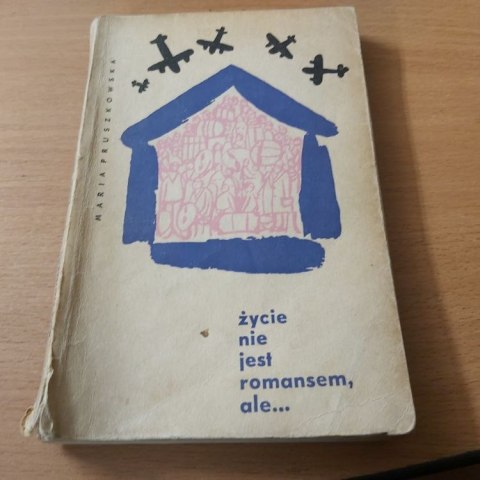 MARIA PRUSZKOWSKA
życie
nie
jest
romansem,
ale...